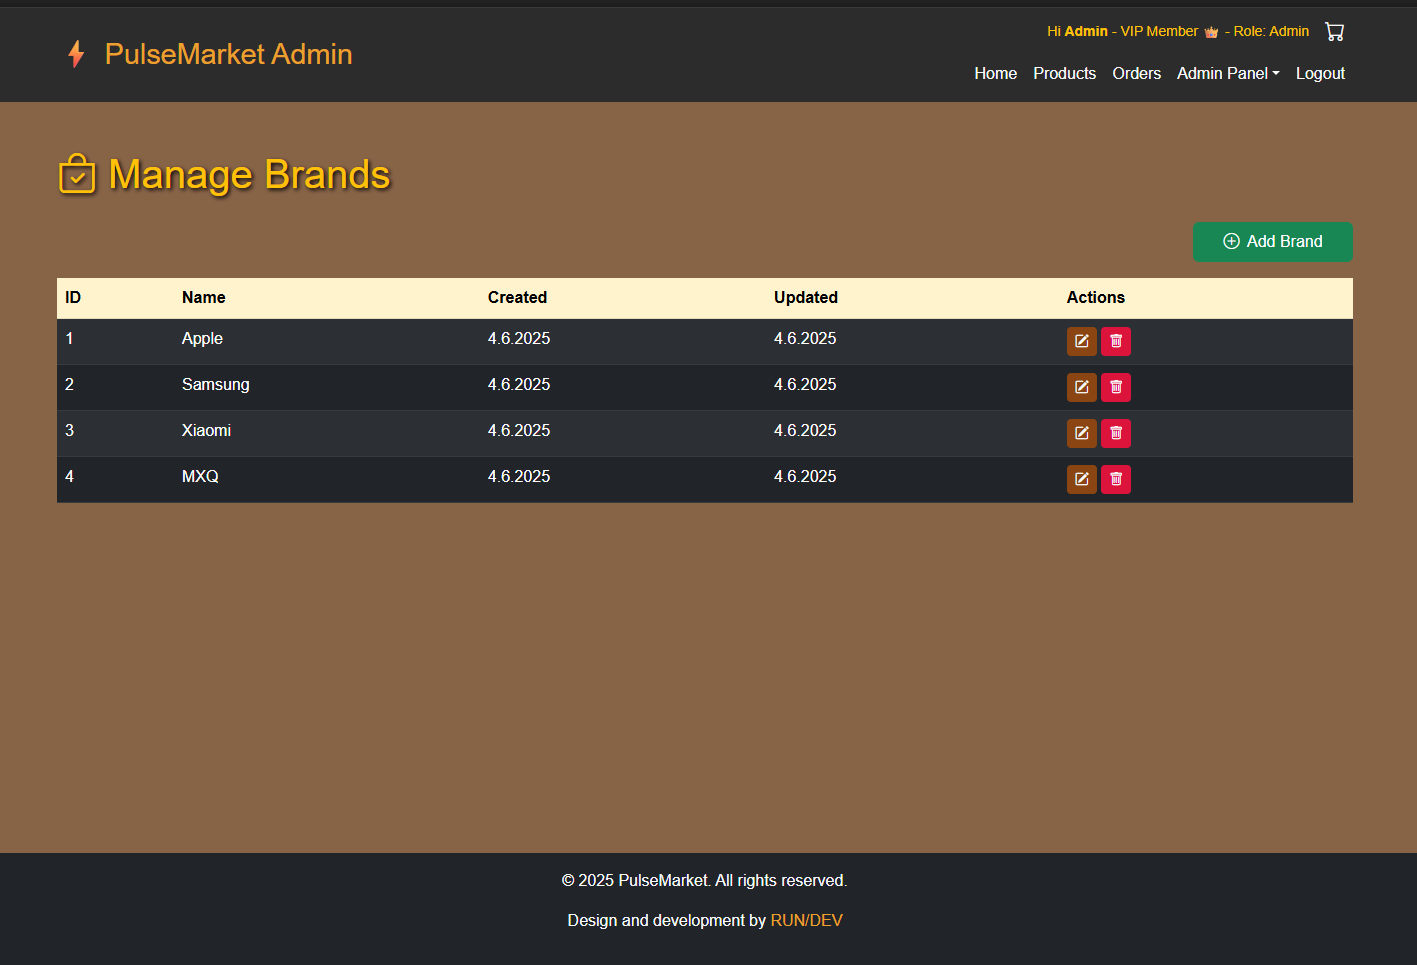 PulseMarket Admin
Hi Admin - VIP Member 👑 - Role: Admin
Home Products Orders Admin Panel Logout
Manage Brands
Add Brand
ID Name Created Updated Actions
1 Apple 4.6.2025 4.6.2025
2 Samsung 4.6.2025 4.6.2025
3 Xiaomi 4.6.2025 4.6.2025
4 MXQ 4.6.2025 4.6.2025
© 2025 PulseMarket. All rights reserved.
Design and development by RUN/DEV